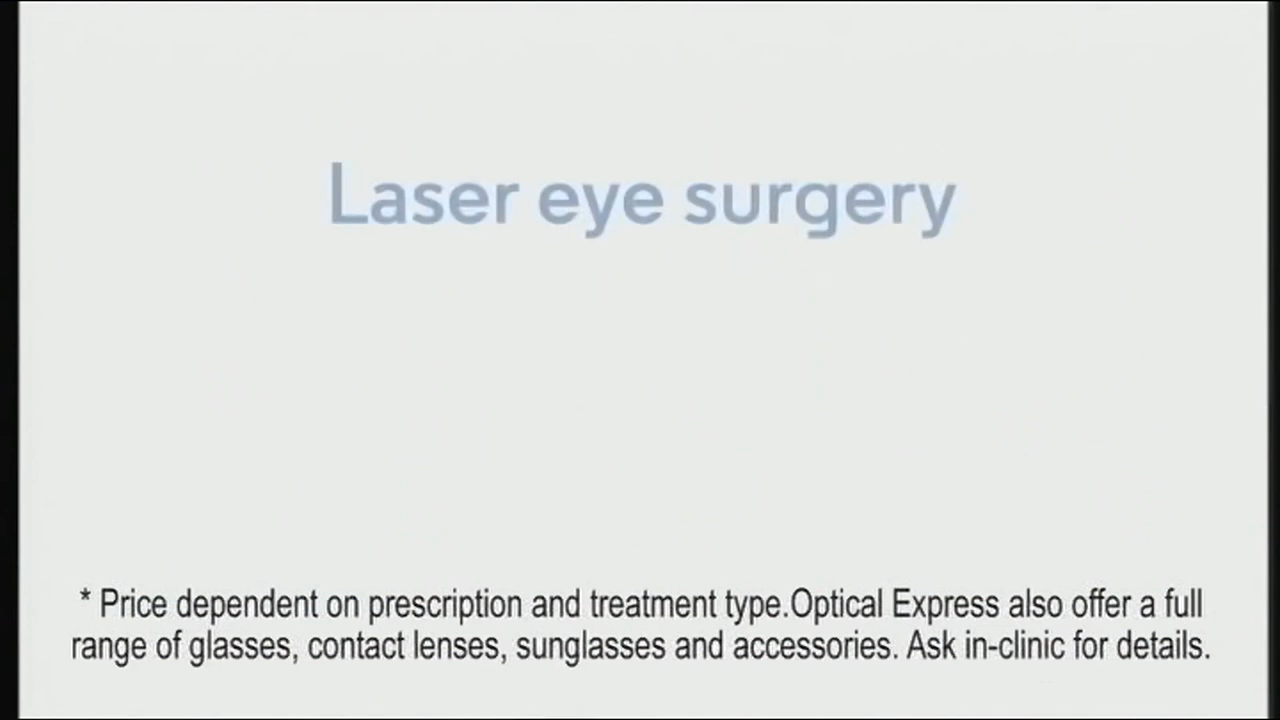 Laser eye surgery
* Price dependent on prescription and treatment type.Optical Express also offer a full
range of glasses, contact lenses, sunglasses and accessories. Ask in-clinic for details.